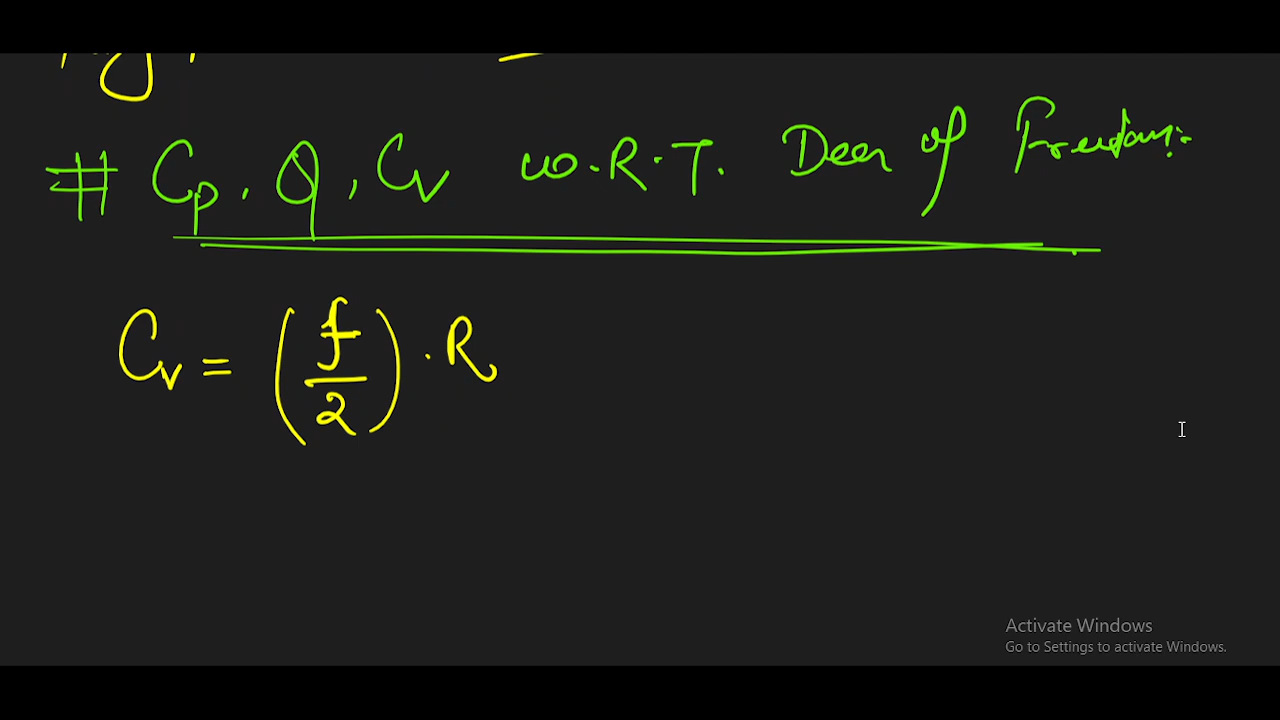 # Cp, Q, Cv w.R.T. Deer of Freedom:-
Cv = (f/2) . R
Activate Windows
Go to Settings to activate Windows.